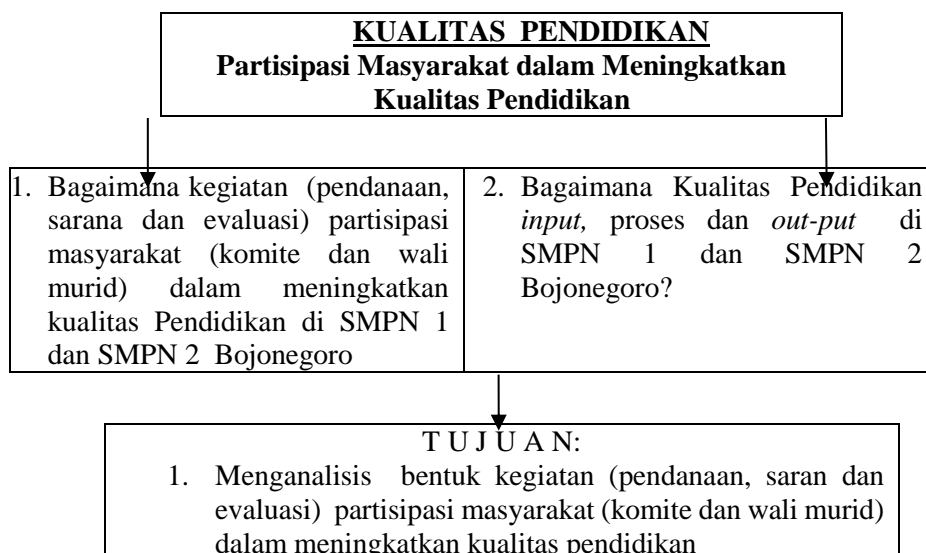 KUALITAS PENDIDIKAN
Partisipasi Masyarakat dalam Meningkatkan
Kualitas Pendidikan
1. Bagaimana kegiatan (pendanaan,
sarana dan evaluasi) partisipasi
masyarakat (komite dan wali
murid) dalam meningkatkan
kualitas Pendidikan di SMPN 1
dan SMPN 2 Bojonegoro
2. Bagaimana Kualitas Pendidikan
input, proses dan out-put di
SMPN 1 dan SMPN 2
Bojonegoro?
T U J U A N:
1. Menganalisis bentuk kegiatan (pendanaan, saran dan
evaluasi) partisipasi masyarakat (komite dan wali murid)
dalam meningkatkan kualitas pendidikan